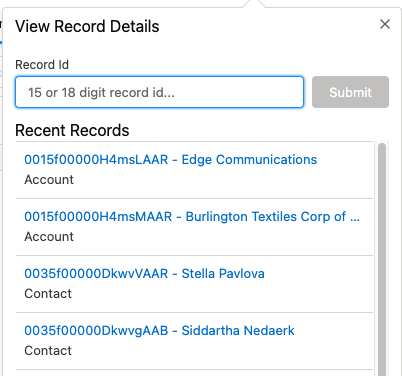 View Record Details
Record Id
15 or 18 digit record id...
Submit
Recent Records
0015f00000H4msLAAR - Edge Communications
Account
0015f00000H4msMAAR - Burlington Textiles Corp of ...
Account
0035f00000DkwvVAAR - Stella Pavlova
Contact
0035f00000DkwvgAAB - Siddartha Nedaerk
Contact